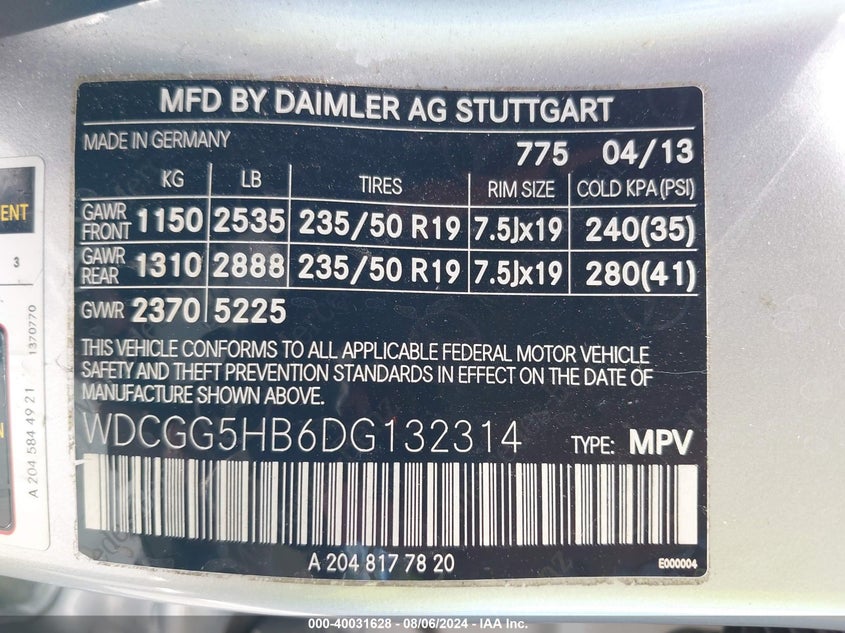 MFD BY DAIMLER AG STUTTGART
MADE IN GERMANY 775 04/13
KG LB TIRES RIM SIZE COLD KPA(PSI)
GAWR FRONT 1150 2535 235/50 R19 7.5Jx19 240(35)
GAWR REAR 1310 2888 235/50 R19 7.5Jx19 280(41)
GVWR 2370 5225
THIS VEHICLE CONFORMS TO ALL APPLICABLE FEDERAL MOTOR VEHICLE
SAFETY AND THEFT PREVENTION STANDARDS IN EFFECT ON THE DATE OF
MANUFACTURE SHOWN ABOVE.
WDCGG5HB6DG132314 TYPE: MPV
A 204 817 78 20 E000004
3
1370770
A 204 584 49 21
000-40031628 - 08/06/2024 - IAA Inc.